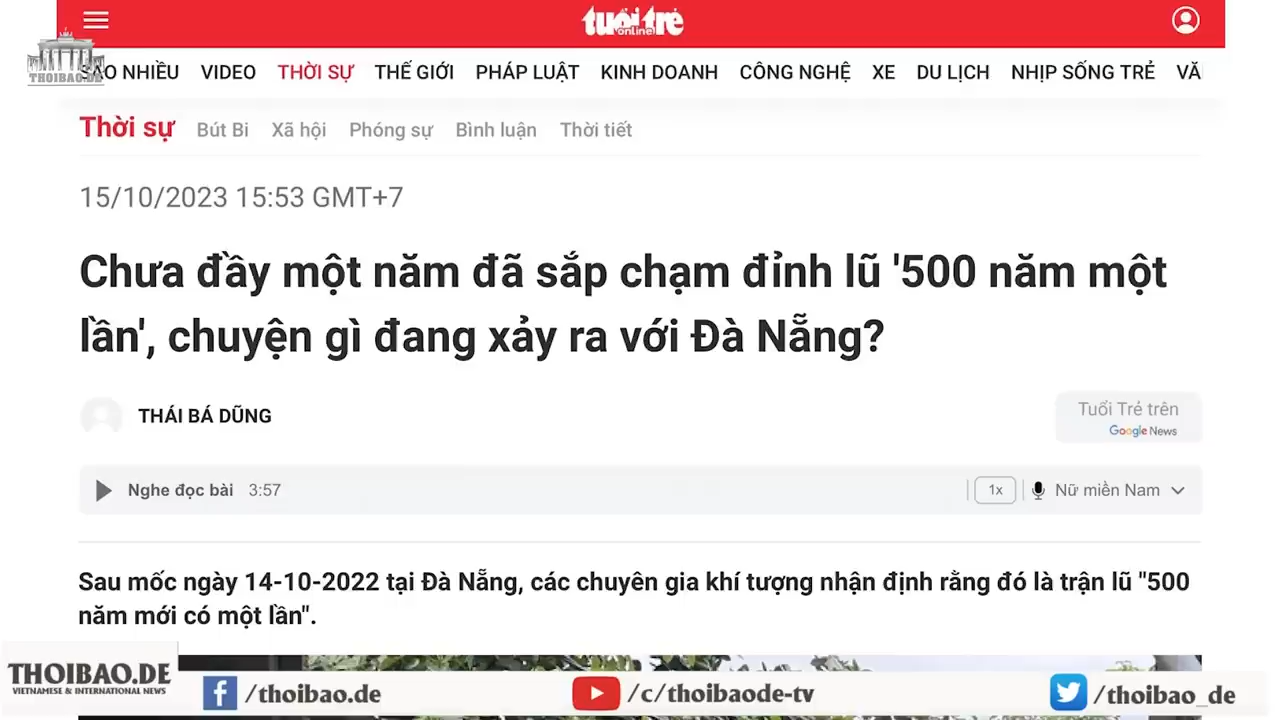 tuổi trẻ
online
THOIBAO.DE
ĐỌC NHIỀU VIDEO THỜI SỰ THẾ GIỚI PHÁP LUẬT KINH DOANH CÔNG NGHỆ XE DU LỊCH NHỊP SỐNG TRẺ VĂ
Thời sự Bút Bi Xã hội Phóng sự Bình luận Thời tiết
15/10/2023 15:53 GMT+7
Chưa đầy một năm đã sắp chạm đỉnh lũ '500 năm một
lần', chuyện gì đang xảy ra với Đà Nẵng?
THÁI BÁ DŨNG
Tuổi Trẻ trên
Google News
Nghe đọc bài 3:57 1x Nữ miền Nam
Sau mốc ngày 14-10-2022 tại Đà Nẵng, các chuyên gia khí tượng nhận định rằng đó là trận lũ "500
năm mới có một lần".
THOIBAO.DE
VIETNAMESE & INTERNATIONAL NEWS
/thoibao.de /c/thoibaode-tv /thoibao_de